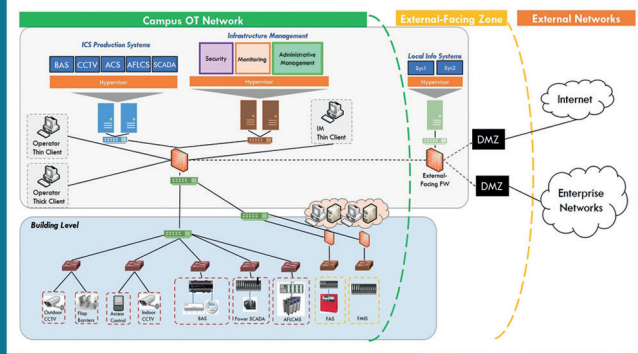 Campus OT Network
External-Facing Zone
External Networks
ICS Production Systems
Infrastructure Management
Local Info Systems
BAS
CCTV
ACS
AFLCS
SCADA
Security
Monitoring
Administrative
Management
Sys1
Sys2
Hypervisor
Hypervisor
Hypervisor
Operator
Thin Client
IM
Thin Client
Operator
Thick Client
External-
Facing FW
DMZ
DMZ
Internet
Enterprise
Networks
Building Level
Outdoor
CCTV
Flap
Barriers
Access
Control
Indoor
CCTV
BAS
Power SCADA
AFLCMS
FAS
EMIS